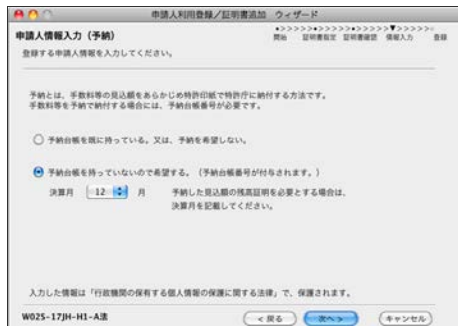 申請人利用登録／証明書追加 ウィザード
申請人情報入力（予納）
•>>>>>•>>>>>•>>>>>▼>>>>>•
開始 証明書指定 証明書確認 情報入力 登録
登録する申請人情報を入力してください。
予納とは、手数料等の見込額をあらかじめ特許印紙で特許庁に納付する方法です。
手数料等を予納で納付する場合には、予納台帳番号が必要です。
予納台帳を既に持っている。又は、予納を希望しない。
予納台帳を持っていないので希望する。（予納台帳番号が付与されます。）
決算月 12 月 予納した見込額の残高証明を必要とする場合は、
決算月を記載してください。
入力した情報は「行政機関の保有する個人情報の保護に関する法律」で、保護されます。
W025-17JH-H1-A法
< 戻る 次へ > キャンセル